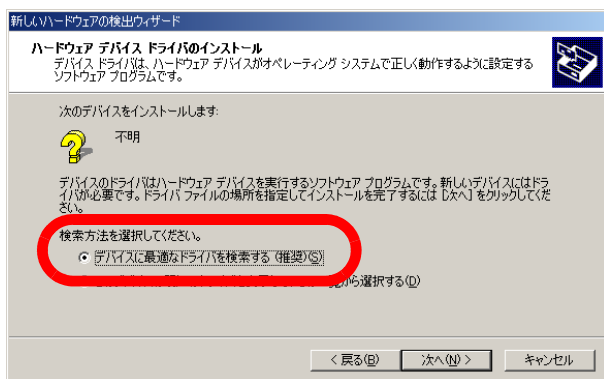 新しいハードウェアの検出ウィザード
ハードウェア デバイス ドライバのインストール
デバイス ドライバは、ハードウェア デバイスがオペレーティング システムで正しく動作するように設定する
ソフトウェア プログラムです。
次のデバイスをインストールします:
不明
デバイスのドライバはハードウェア デバイスを実行するソフトウェア プログラムです。新しいデバイスにはドラ
イバが必要です。ドライバ ファイルの場所を指定してインストールを完了するには [次へ] をクリックしてくだ
さい。
検索方法を選択してください。
デバイスに最適なドライバを検索する (推奨)(S)
から選択する(D)
< 戻る(B)
次へ(N) >
キャンセル